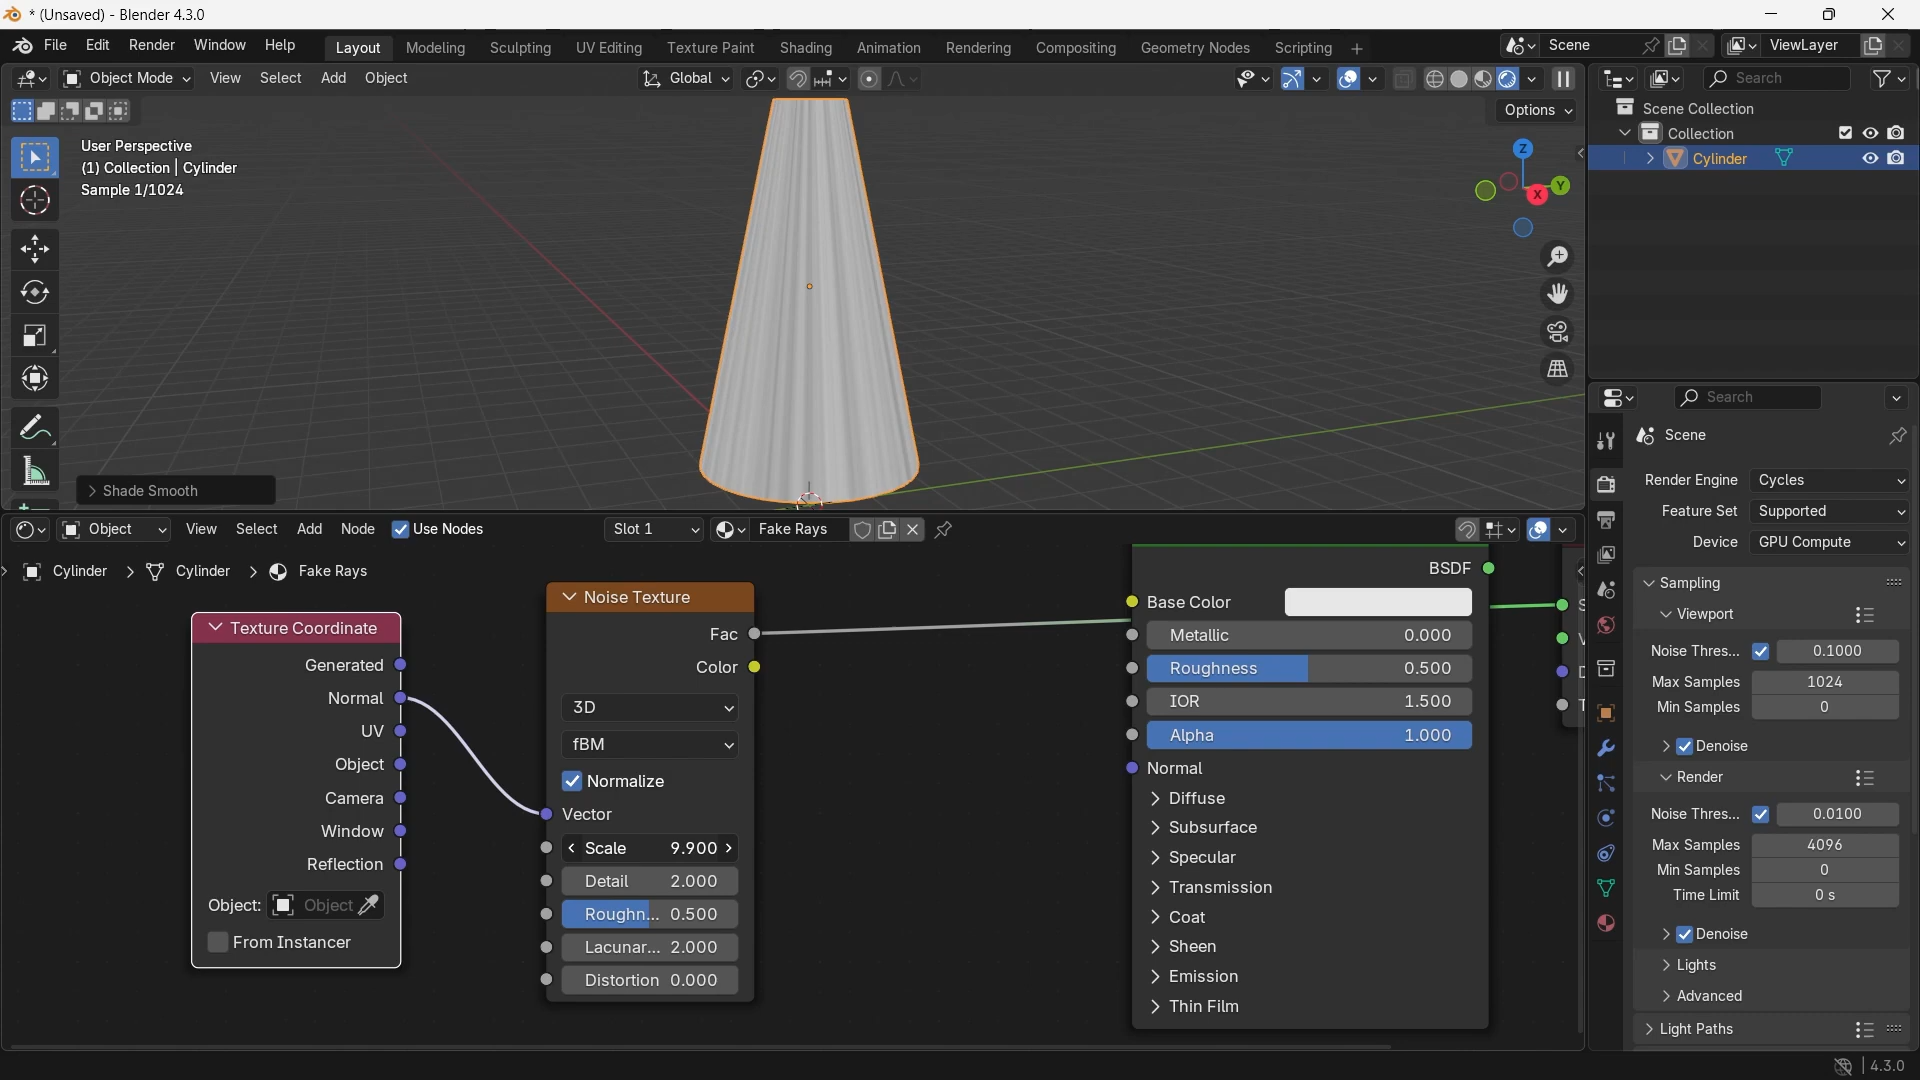 * (Unsaved) - Blender 4.3.0
File Edit Render Window Help Layout Modeling Sculpting UV Editing Texture Paint Shading Animation Rendering Compositing Geometry Nodes Scripting + Scene ViewLayer
Object Mode View Select Add Object Global Search
Options
User Perspective
(1) Collection | Cylinder
Sample 1/1024
Z
Y
X
Scene Collection
Collection
Cylinder
Shade Smooth
Search
Scene
Render Engine Cycles
Feature Set Supported
Device GPU Compute
Sampling
Viewport
Noise Thres... 0.1000
Max Samples 1024
Min Samples 0
Denoise
Render
Noise Thres... 0.0100
Max Samples 4096
Min Samples 0
Time Limit 0 s
Denoise
Lights
Advanced
Light Paths
Object View Select Add Node Use Nodes Slot 1 Fake Rays
Cylinder > Cylinder > Fake Rays
Texture Coordinate
Generated
Normal
UV
Object
Camera
Window
Reflection
Object: Object
From Instancer
Noise Texture
Fac
Color
3D
fBM
Normalize
Vector
Scale 9.900
Detail 2.000
Roughn... 0.500
Lacunar... 2.000
Distortion 0.000
BSDF
Base Color
Metallic 0.000
Roughness 0.500
IOR 1.500
Alpha 1.000
Normal
Diffuse
Subsurface
Specular
Transmission
Coat
Sheen
Emission
Thin Film
4.3.0